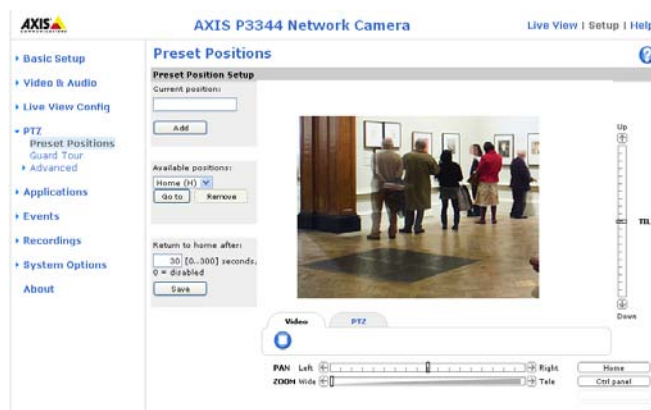 AXIS
COMMUNICATIONS
AXIS P3344 Network Camera
Live View | Setup | Help
Basic Setup
Video & Audio
Live View Config
PTZ
Preset Positions
Guard Tour
Advanced
Applications
Events
Recordings
System Options
About
Preset Positions
?
Preset Position Setup
Current position:
Add
Available positions:
Home (H)
Go to
Remove
Return to home after:
30 [0..300] seconds,
0 = disabled
Save
Up
TIL
Down
Video
PTZ
PAN Left Right
Home
ZOOM Wide Tele
Ctrl panel